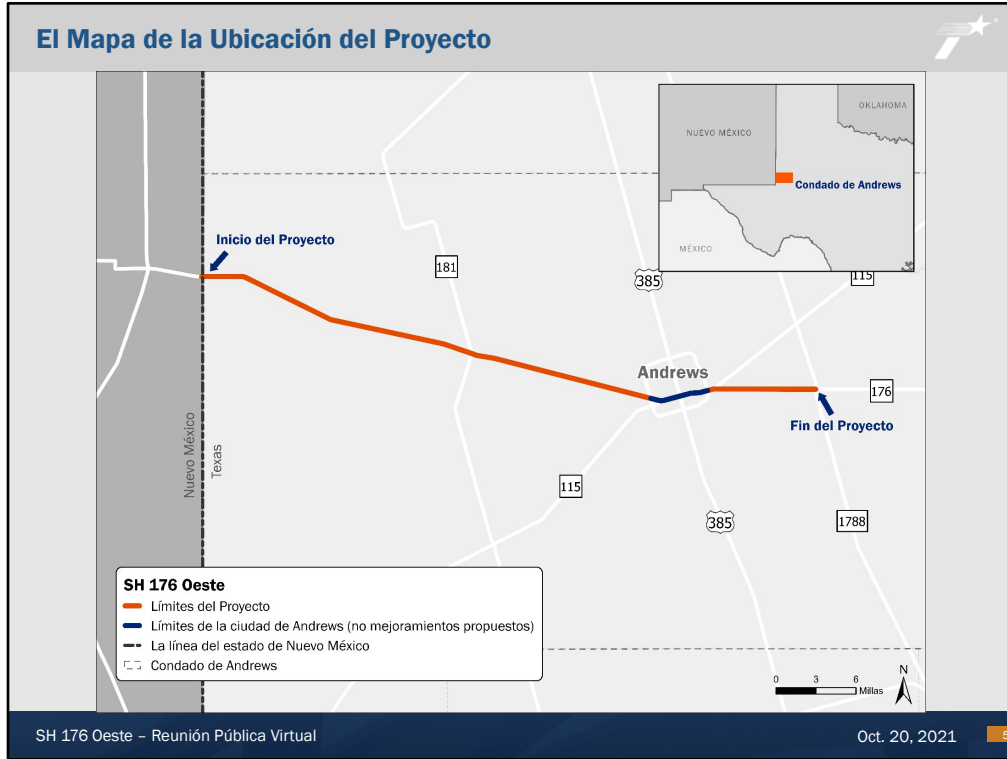 El Mapa de la Ubicación del Proyecto
OKLAHOMA
NUEVO MÉXICO
Condado de Andrews
MÉXICO
Inicio del Proyecto
181
385
115
Andrews
176
Fin del Proyecto
Nuevo México
Texas
115
385
1788
SH 176 Oeste
Límites del Proyecto
Límites de la ciudad de Andrews (no mejoramientos propuestos)
La línea del estado de Nuevo México
Condado de Andrews
0 3 6
Millas
N
SH 176 Oeste – Reunión Pública Virtual
Oct. 20, 2021
5